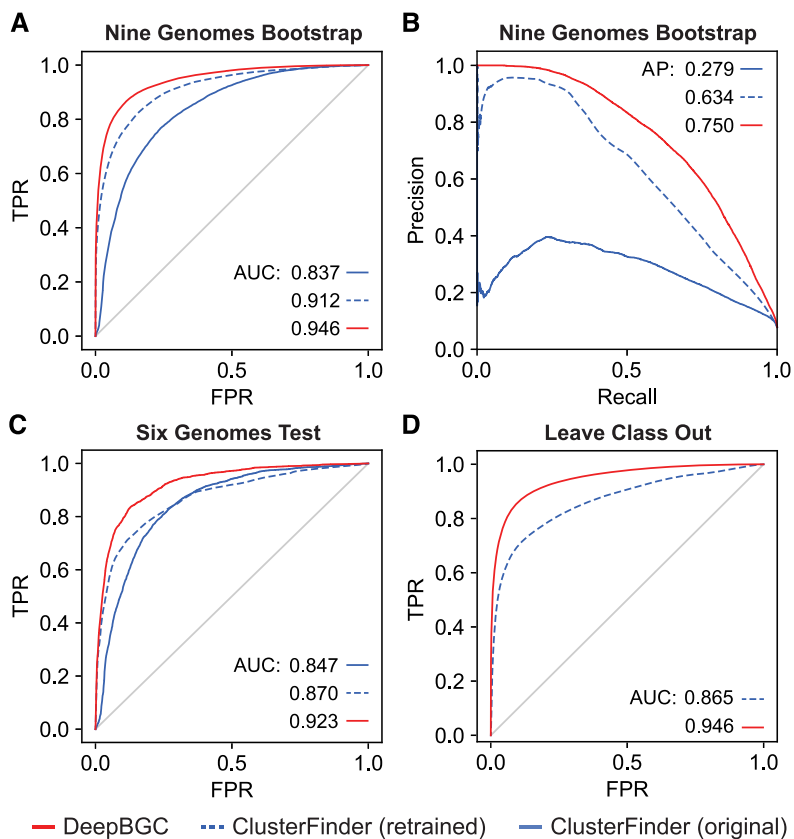 A
Nine Genomes Bootstrap
1.0
0.8
0.6
0.4
0.2
0.0
TPR
AUC: 0.837
0.912
0.946
0.0 0.5 1.0
FPR
B
Nine Genomes Bootstrap
1.0
0.8
0.6
0.4
0.2
0.0
Precision
AP: 0.279
0.634
0.750
0.0 0.5 1.0
Recall
C
Six Genomes Test
1.0
0.8
0.6
0.4
0.2
0.0
TPR
AUC: 0.847
0.870
0.923
0.0 0.5 1.0
FPR
D
Leave Class Out
1.0
0.8
0.6
0.4
0.2
0.0
TPR
AUC: 0.865
0.946
0.0 0.5 1.0
FPR
DeepBGC ClusterFinder (retrained) ClusterFinder (original)